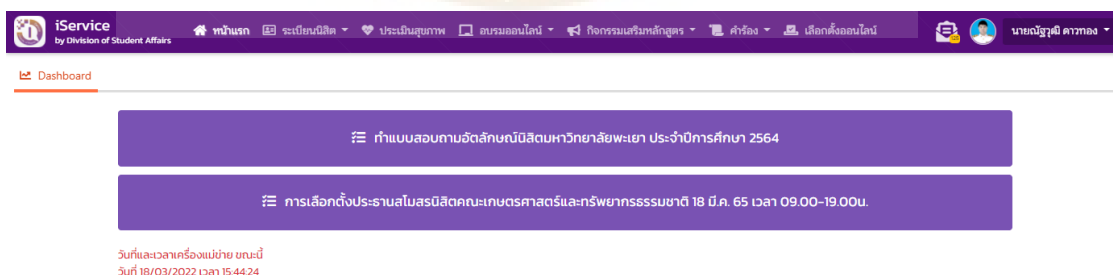 iService
by Division of Student Affairs
หน้าแรก ระเบียนนิสิต ประเมินสุขภาพ อบรมออนไลน์ กิจกรรมเสริมหลักสูตร คำร้อง เลือกตั้งออนไลน์ นายณัฐวุฒิ ดาวทอง
Dashboard
ทำแบบสอบถามอัตลักษณ์นิสิตมหาวิทยาลัยพะเยา ประจำปีการศึกษา 2564
การเลือกตั้งประธานสโมสรนิสิตคณะเกษตรศาสตร์และทรัพยากรธรรมชาติ 18 มี.ค. 65 เวลา 09.00-19.00น.
วันที่และเวลาเครื่องแม่ข่าย ขณะนี้
วันที่ 18/03/2022 เวลา 15:44:24